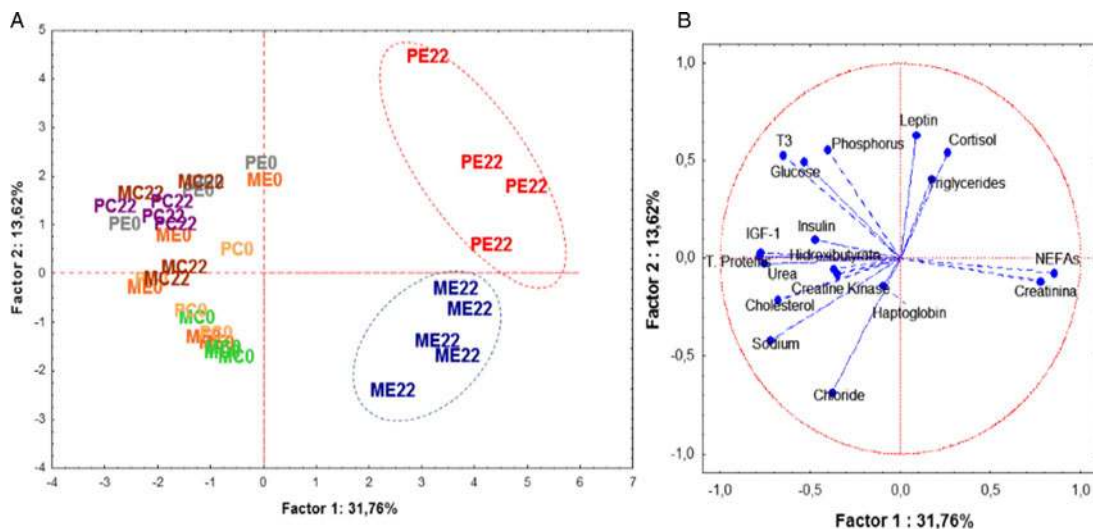 A
5
4
3
2
1
0
-1
-2
-3
-4
Factor 2 : 13,62%
-4 -3 -2 -1 0 1 2 3 4 5 6 7
Factor 1: 31,76%
PE22
PE22
PE22
PE22
ME22
ME22
ME22
ME22
ME22
PE0
ME0
MC22
MC22
PC22
PC22
PC22
PC22
PE0
ME0
PC0
MC22
MC22
ME0
MC0
MC0
B
1,0
0,5
0,0
-0,5
-1,0
Factor 2 : 13,62%
Leptin
T3
Phosphorus
Cortisol
Glucose
Triglycerides
Insulin
IGF-1
Hidroxibutyrate
NEFAs
T. Protein
Urea
Creatine Kinase
Creatinina
Cholesterol
Haptoglobin
Sodium
Chloride
-1,0 -0,5 0,0 0,5 1,0
Factor 1 : 31,76%